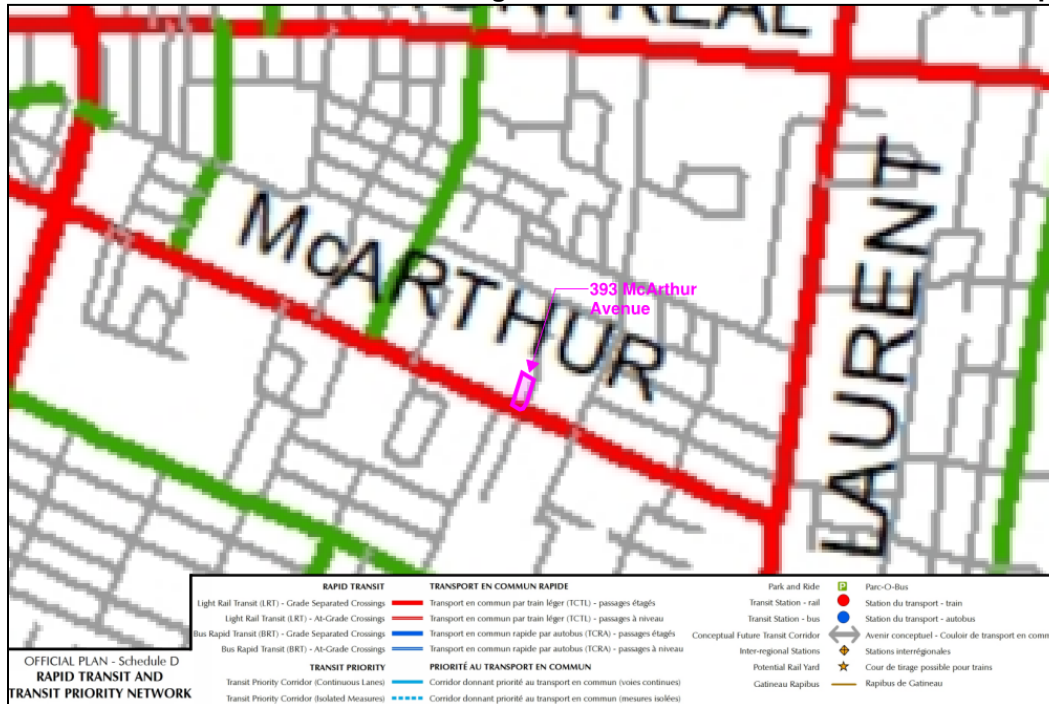 MONTREAL
McARTHUR
393 McArthur
Avenue
LAURENT
OFFICIAL PLAN - Schedule D
RAPID TRANSIT AND
TRANSIT PRIORITY NETWORK
RAPID TRANSIT TRANSPORT EN COMMUN RAPIDE
Light Rail Transit (LRT) - Grade Separated Crossings Transport en commun par train léger (TCTL) - passages étagés
Light Rail Transit (LRT) - At-Grade Crossings Transport en commun par train léger (TCTL) - passages à niveau
Bus Rapid Transit (BRT) - Grade Separated Crossings Transport en commun rapide par autobus (TCRA) - passages étagés
Bus Rapid Transit (BRT) - At-Grade Crossings Transport en commun rapide par autobus (TCRA) - passages à niveau
TRANSIT PRIORITY PRIORITÉ AU TRANSPORT EN COMMUN
Transit Priority Corridor (Continuous Lanes) Corridor donnant priorité au transport en commun (voies continues)
Transit Priority Corridor (Isolated Measures) Corridor donnant priorité au transport en commun (mesures isolées)
Park and Ride P Parc-O-Bus
Transit Station - rail Station du transport - train
Transit Station - bus Station du transport - autobus
Conceptual Future Transit Corridor Avenir conceptuel - Couloir de transport en comm
Inter-regional Stations Stations interrégionales
Potential Rail Yard Cour de tirage possible pour trains
Gatineau Rapibus Rapibus de Gatineau